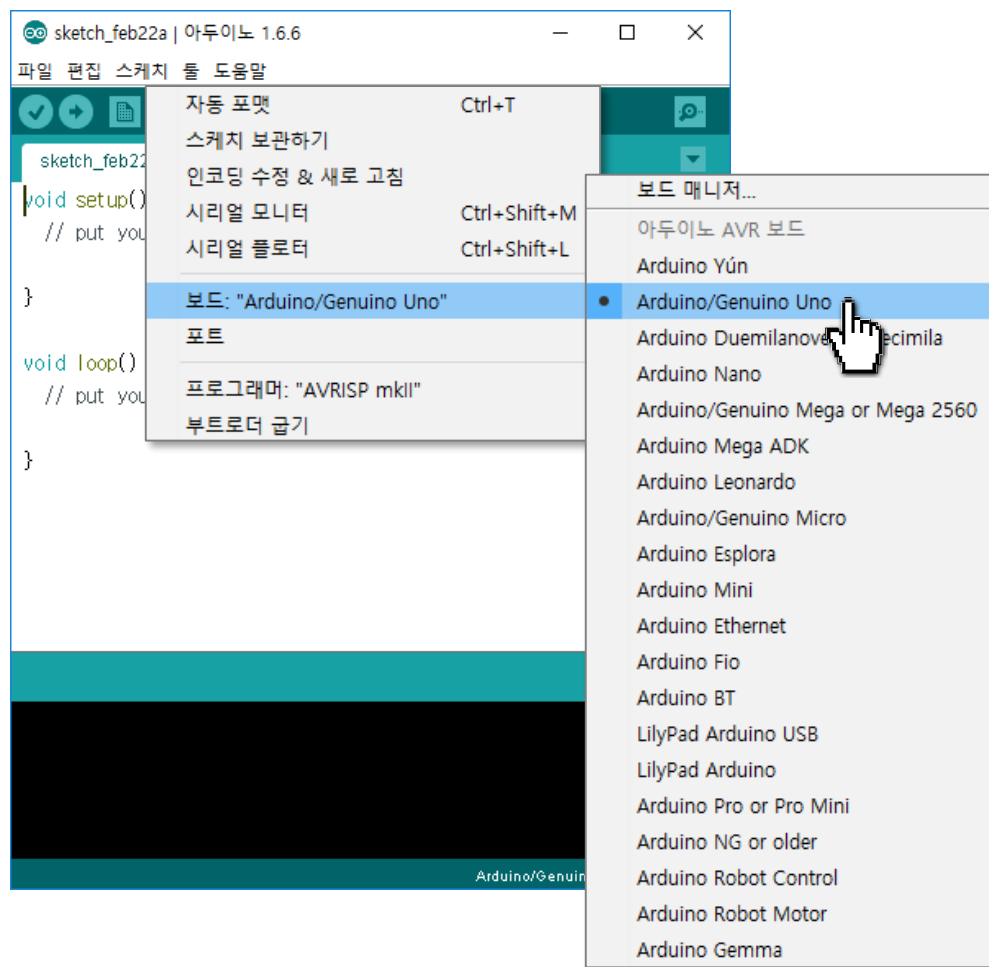 sketch_feb22a | 아두이노 1.6.6
파일 편집 스케치 툴 도움말
sketch_feb22
void setup()
// put you
}
void loop()
// put you
}
자동 포맷 Ctrl+T
스케치 보관하기
인코딩 수정 & 새로 고침
시리얼 모니터 Ctrl+Shift+M
시리얼 플로터 Ctrl+Shift+L
보드: "Arduino/Genuino Uno"
포트
프로그래머: "AVRISP mkII"
부트로더 굽기
보드 매니저...
아두이노 AVR 보드
Arduino Yún
Arduino/Genuino Uno
Arduino Duemilanove ecimila
Arduino Nano
Arduino/Genuino Mega or Mega 2560
Arduino Mega ADK
Arduino Leonardo
Arduino/Genuino Micro
Arduino Esplora
Arduino Mini
Arduino Ethernet
Arduino Fio
Arduino BT
LilyPad Arduino USB
LilyPad Arduino
Arduino Pro or Pro Mini
Arduino NG or older
Arduino Robot Control
Arduino Robot Motor
Arduino Gemma
Arduino/Genuin